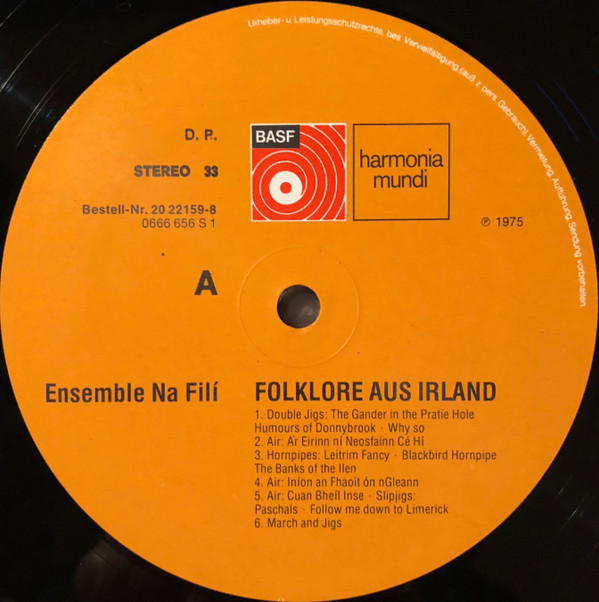 Urheber- u Leistungsschutzrechte, bes. Vervielfältigung (auß. z. pers. Gebrauch), Vermietung, Aufführung, Sendung vorbehalten
D. P.,
BASF
harmonia
mundi
STEREO 33
Bestell-Nr. 20 22159-8
0666 656 S 1
℗ 1975
A
Ensemble Na Filí
FOLKLORE AUS IRLAND
1. Double Jigs: The Gander in the Pratie Hole
Humours of Donnybrook · Why so
2. Air: A'r Eirinn ní Neosfainn Cé Hí
3. Hornpipes: Leitrim Fancy · Blackbird Hornpipe
The Banks of the Ilen
4. Air: Iníon an Fhaoit ón nGleann
5. Air: Cuan Bheíl Inse · Slipjigs:
Paschals · Follow me down to Limerick
6. March and Jigs